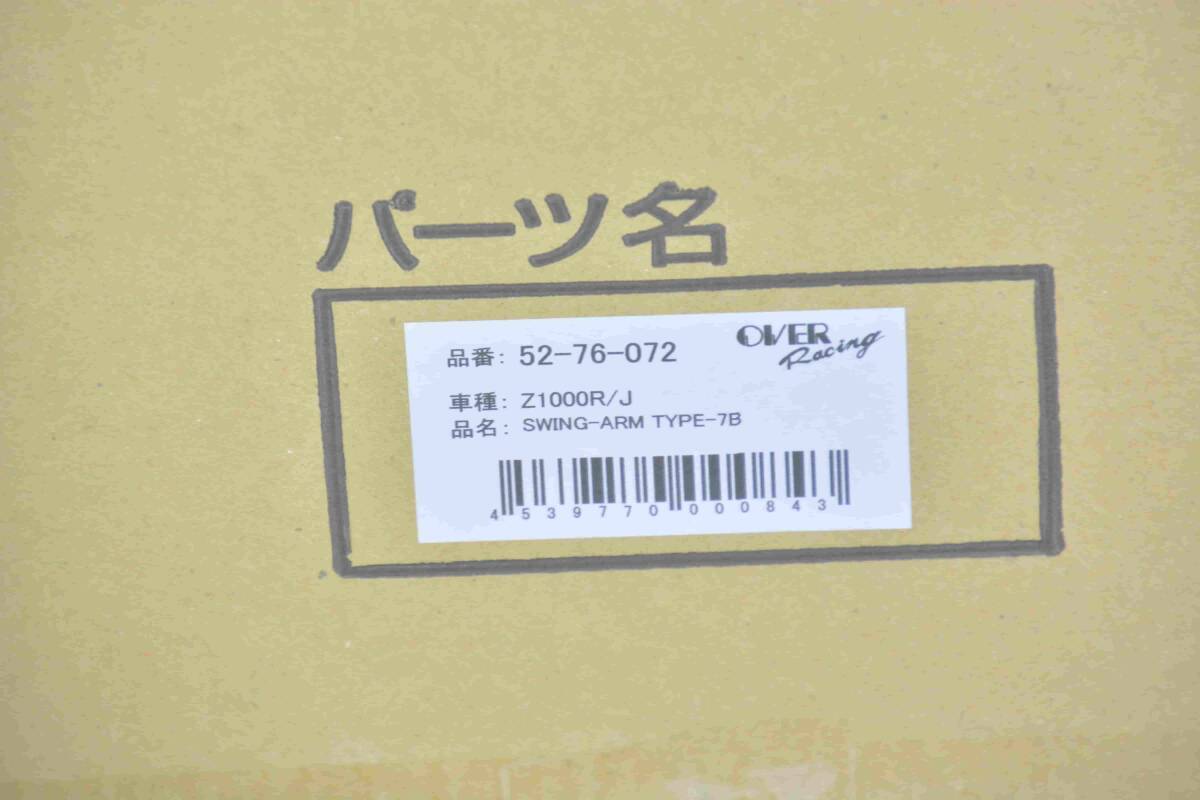 パーツ名
OVER
Racing
品番: 52-76-072
車種: Z1000R/J
品名: SWING-ARM TYPE-7B
4539770000843